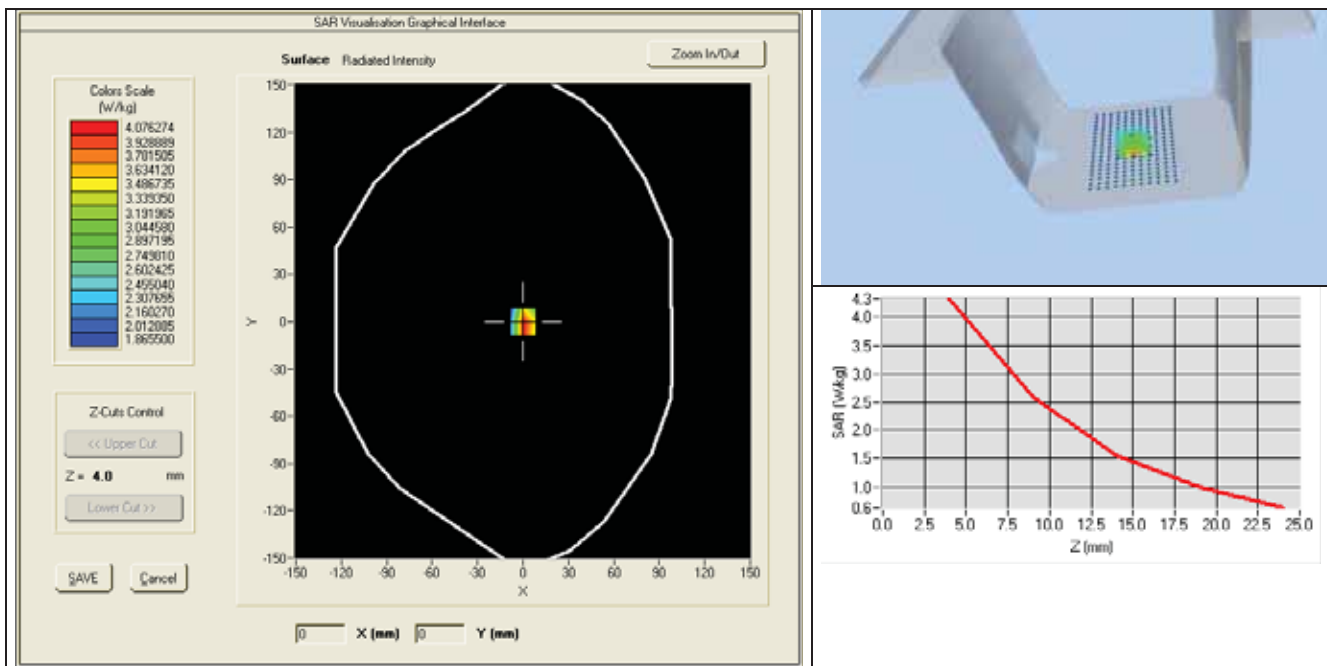 SAR Visualisation Graphical Interface
Surface Radiated Intensity
Zoom In/Out
Colors Scale
(W/kg)
4.076274
3.928889
3.781505
3.634120
3.486735
3.339350
3.191965
3.044580
2.897195
2.749810
2.602425
2.455040
2.307655
2.160270
2.012885
1.865500
Z-Cuts Control
<< Upper Cut
Z = 4.0 mm
Lower Cut >>
SAVE Cancel
150
120
90
60
30
0
-30
-60
-90
-120
-150
Y
-150 -120 -90 -60 -30 0 30 60 90 120 150
X
0 X (mm) 0 Y (mm)
4.3
4.0
3.5
3.0
2.5
2.0
1.5
1.0
0.6
SAR (W/kg)
0.0 2.5 5.0 7.5 10.0 12.5 15.0 17.5 20.0 22.5 25.0
Z (mm)